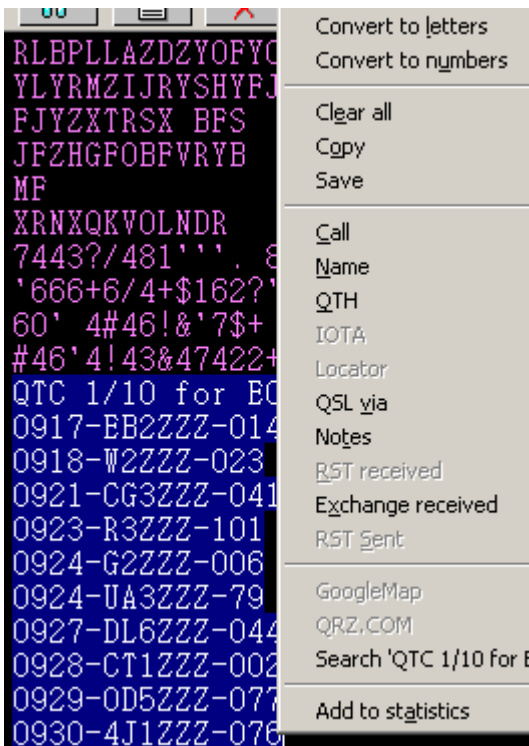 RLBPLLAZDZYOFYO
YLYRMZIJRYSHYFJ
FJYZXTRSX BFS
JFZHGFOBFVRYB
MF
XRNXQKVOLNDR
7443?/481'''. 8
'666+6/4+$162?'
60' 4#46!&'7$+
#46'4!43&47422+
QTC 1/10 for EC
0917-EB2ZZZ-014
0918-W2ZZZ-023
0921-CG3ZZZ-041
0923-R3ZZZ-101
0924-G2ZZZ-006
0924-UA3ZZZ-79
0927-DL6ZZZ-044
0928-CT1ZZZ-002
0929-OD5ZZZ-077
0930-4J1ZZZ-076
Convert to letters
Convert to numbers
Clear all
Copy
Save
Call
Name
QTH
IOTA
Locator
QSL via
Notes
RST received
Exchange received
RST Sent
GoogleMap
QRZ.COM
Search 'QTC 1/10 for E
Add to statistics